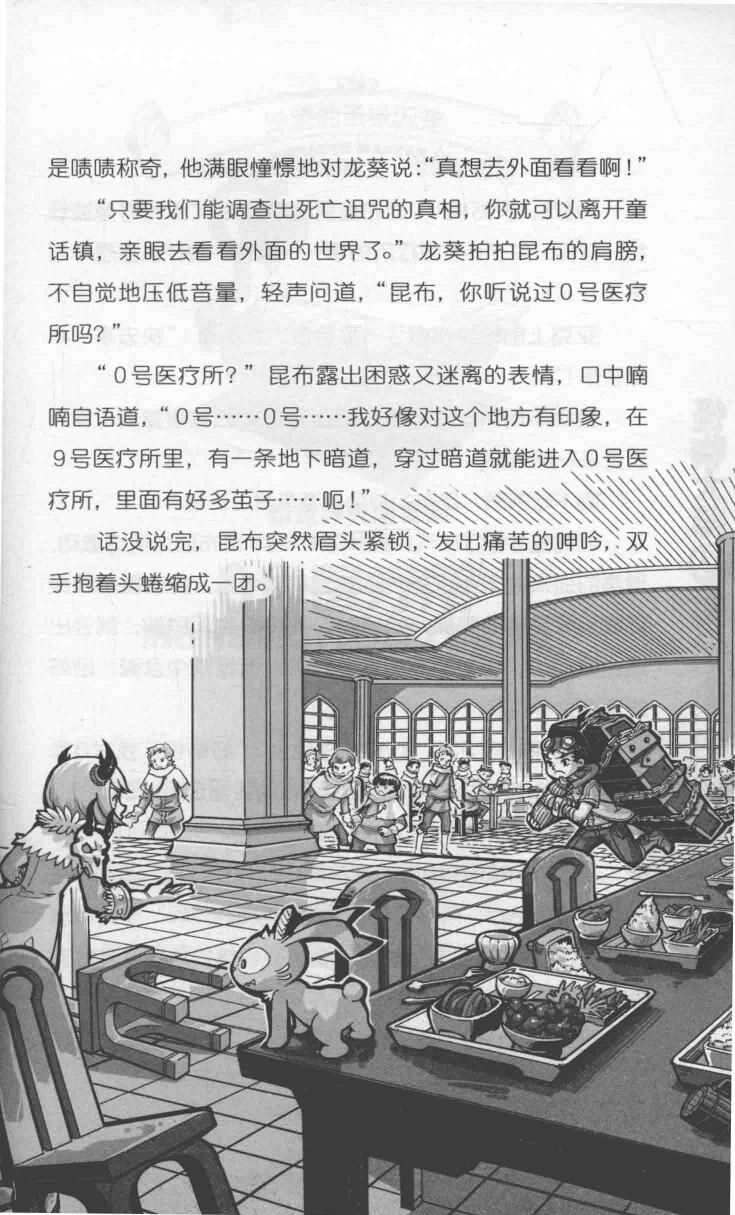 是啧啧称奇，他满眼憧憬地对龙葵说：“真想去外面看看啊！”
“只要我们能调查出死亡诅咒的真相，你就可以离开童
话镇，亲眼去看看外面的世界了。”龙葵拍拍昆布的肩膀，
不自觉地压低音量，轻声问道，“昆布，你听说过0号医疗
所吗？”
“0号医疗所？”昆布露出困惑又迷离的表情，口中喃
喃自语道，“0号……0号……我好像对这个地方有印象，在
9号医疗所里，有一条地下暗道，穿过暗道就能进入0号医
疗所，里面有好多茧子……呃！”
话没说完，昆布突然眉头紧锁，发出痛苦的呻吟，双
手抱着头蜷缩成一团。